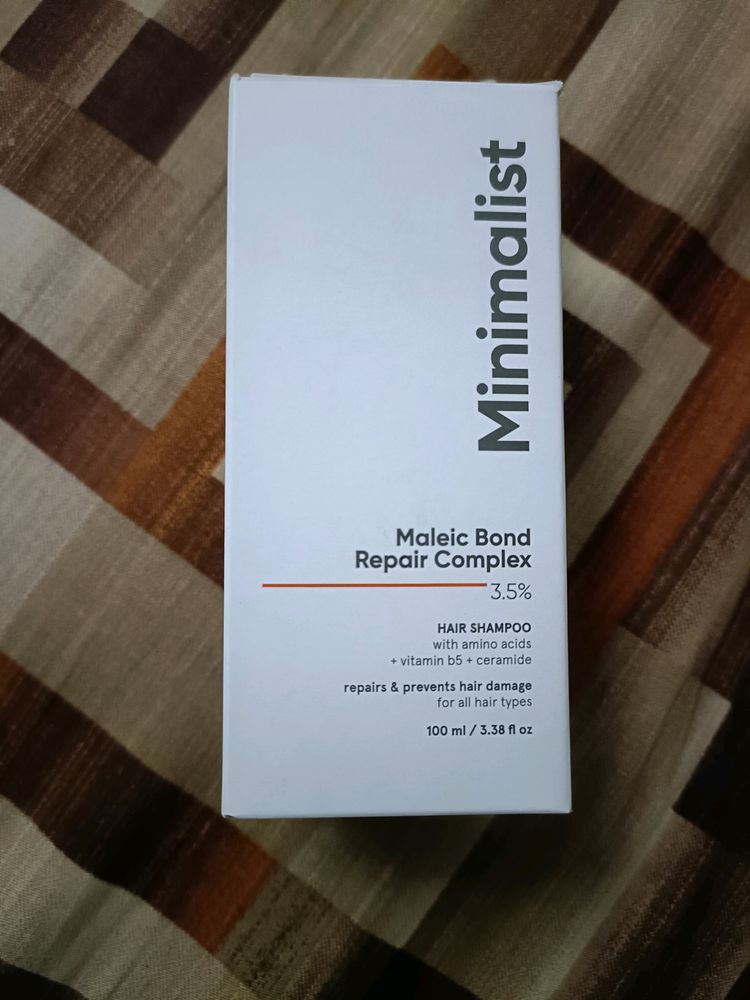 Minimalist
Maleic Bond
Repair Complex
3.5%
HAIR SHAMPOO
with amino acids
+ vitamin b5 + ceramide
repairs & prevents hair damage
for all hair types
100 ml / 3.38 fl oz